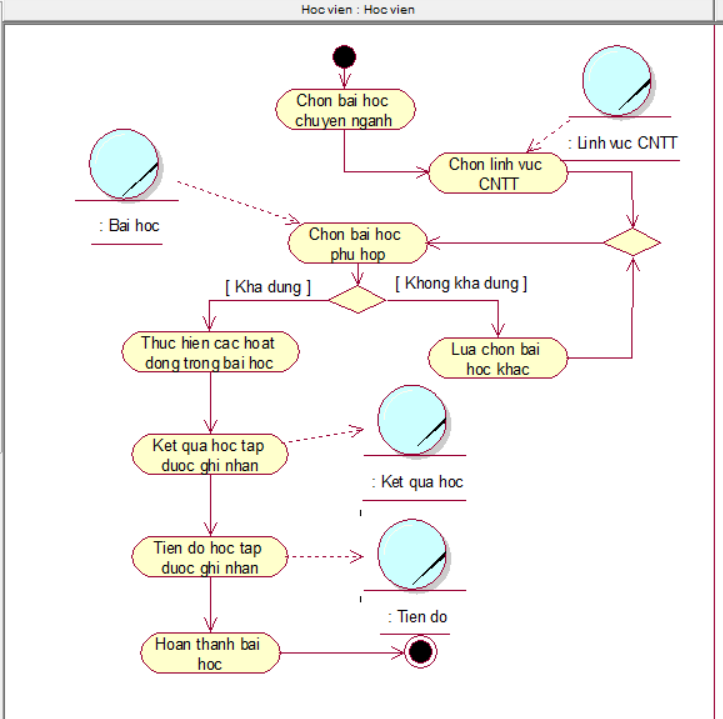 Hoc vien : Hoc vien
Chon bai hoc
chuyen nganh
: Linh vuc CNTT
Chon linh vuc
CNTT
: Bai hoc
Chon bai hoc
phu hop
[ Kha dung ]
[ Khong kha dung ]
Thuc hien cac hoat
dong trong bai hoc
Lua chon bai
hoc khac
Ket qua hoc tap
duoc ghi nhan
: Ket qua hoc
Tien do hoc tap
duoc ghi nhan
: Tien do
Hoan thanh bai
hoc